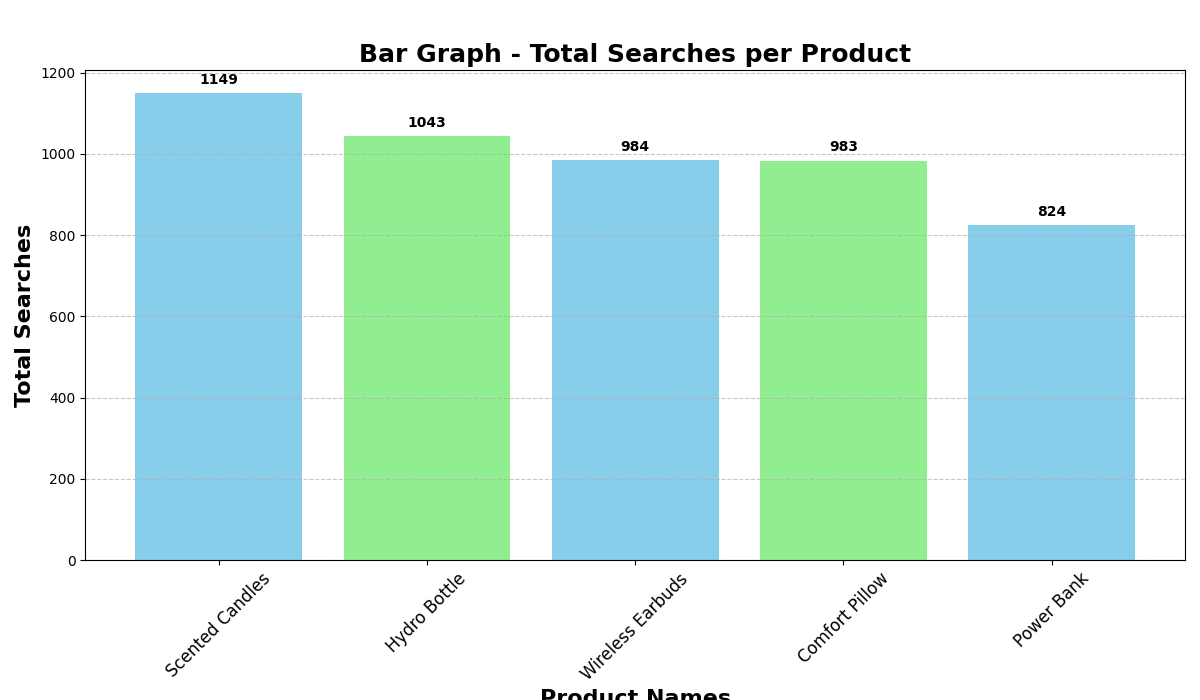 Bar Graph - Total Searches per Product
Total Searches
1200
1000
800
600
400
200
0
1149
1043
984
983
824
Scented Candles
Hydro Bottle
Wireless Earbuds
Comfort Pillow
Power Bank
Product Names